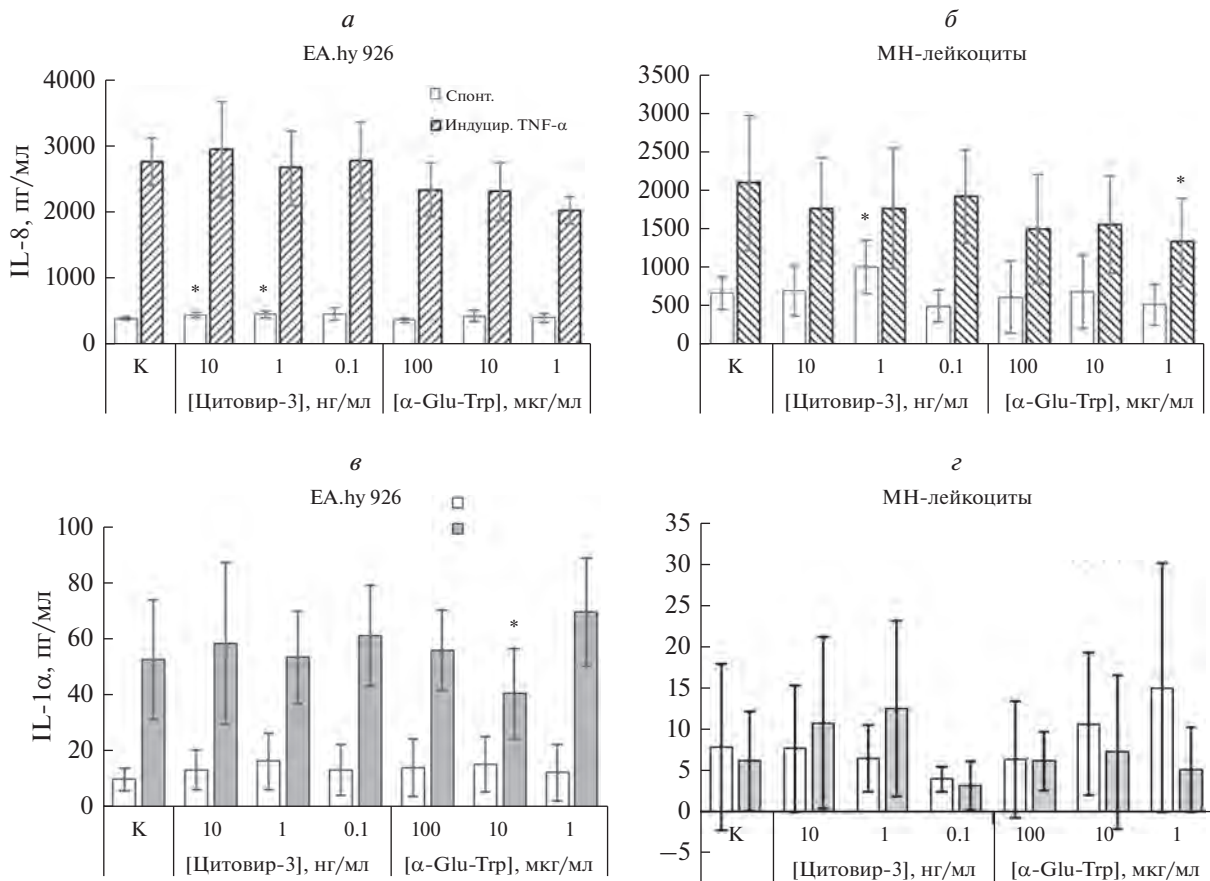 а
EA.hy 926
IL-8, пг/мл
4000
3000
2000
1000
0
Спонт.
Индуцир. TNF-α
*
*
K
10
1
0.1
100
10
1
[Цитовир-3], нг/мл
[α-Glu-Trp], мкг/мл
б
МН-лейкоциты
3500
3000
2500
2000
1500
1000
500
0
*
*
K
10
1
0.1
100
10
1
[Цитовир-3], нг/мл
[α-Glu-Trp], мкг/мл
в
EA.hy 926
IL-1α, пг/мл
100
80
60
40
20
0
*
K
10
1
0.1
100
10
1
[Цитовир-3], нг/мл
[α-Glu-Trp], мкг/мл
г
МН-лейкоциты
35
30
25
20
15
10
5
0
−5
K
10
1
0.1
100
10
1
[Цитовир-3], нг/мл
[α-Glu-Trp], мкг/мл